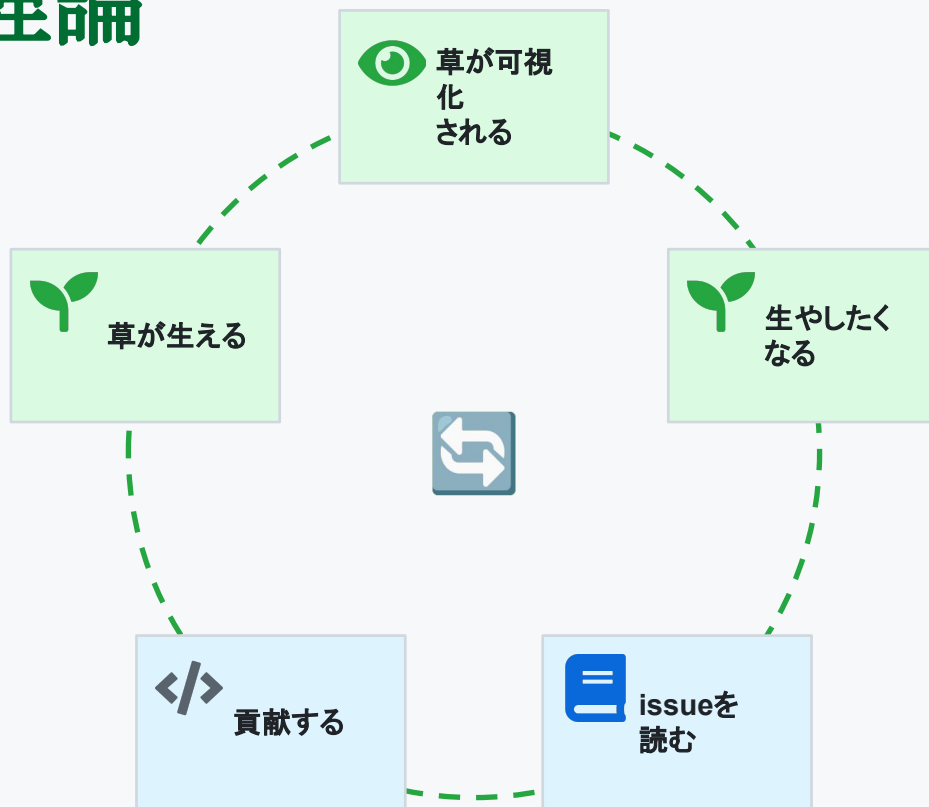 論
草が可視
化
される
草が生える
生やしたく
なる
貢献する
issueを
読む